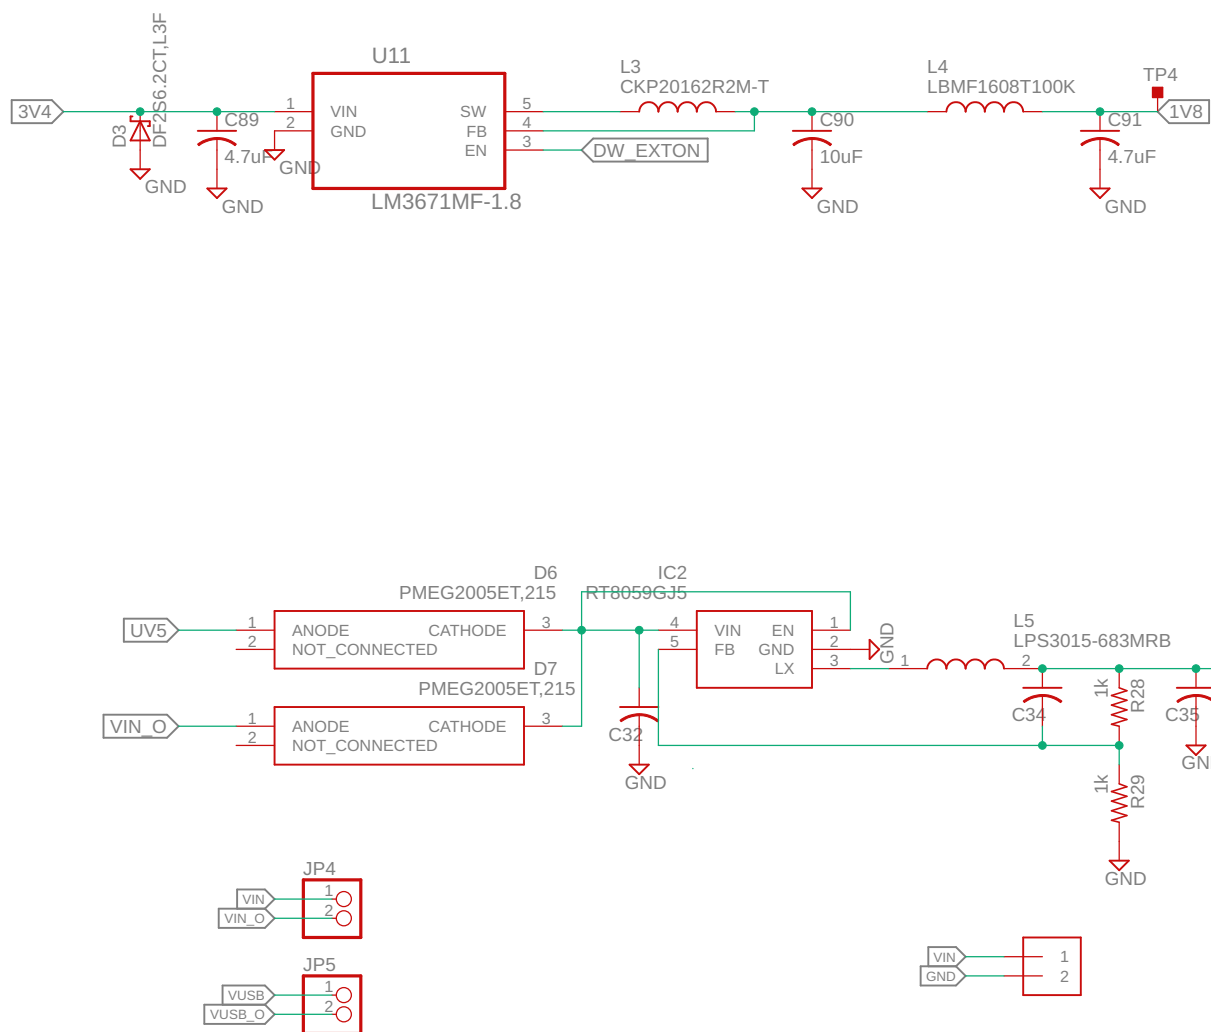 3V4
D3
DF2S6.2CT,L3F
GND
C89
4.7uF
GND
GND
U11
1
2
VIN
GND
SW
FB
EN
5
4
3
LM3671MF-1.8
DW_EXTON
L3
CKP20162R2M-T
C90
10uF
GND
L4
LBMF1608T100K
TP4
C91
4.7uF
GND
1V8
D6
PMEG2005ET,215
UV5
1
2
ANODE
NOT_CONNECTED
CATHODE
3
D7
PMEG2005ET,215
VIN_O
1
2
ANODE
NOT_CONNECTED
CATHODE
3
C32
GND
IC2
RT8059GJ5
4
5
VIN
FB
EN
GND
LX
1
2
3
GND
L5
LPS3015-683MRB
1
2
C34
1k
R28
C35
GN
1k
R29
GND
JP4
VIN
1
VIN_O
2
JP5
VUSB
1
VUSB_O
2
VIN
1
GND
2